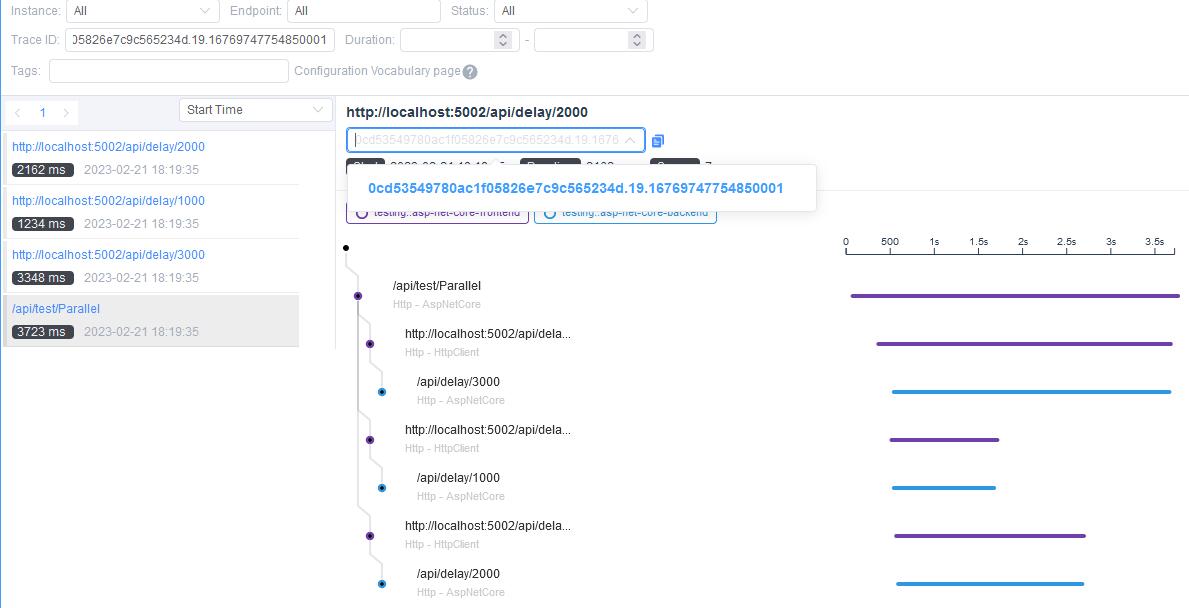 Instance: All Endpoint: All Status: All
Trace ID: 05826e7c9c565234d.19.16769747754850001 Duration: -
Tags: Configuration Vocabulary page ?
1 Start Time
http://localhost:5002/api/delay/2000
2162 ms 2023-02-21 18:19:35
http://localhost:5002/api/delay/1000
1234 ms 2023-02-21 18:19:35
http://localhost:5002/api/delay/3000
3348 ms 2023-02-21 18:19:35
/api/test/Parallel
3723 ms 2023-02-21 18:19:35
http://localhost:5002/api/delay/2000
0cd53549780ac1f05826e7c9c565234d.19.1676
0cd53549780ac1f05826e7c9c565234d.19.16769747754850001
testing::asp-net-core-frontend testing::asp-net-core-backend
0 500 1s 1.5s 2s 2.5s 3s 3.5s
/api/test/Parallel
Http - AspNetCore
http://localhost:5002/api/dela...
Http - HttpClient
/api/delay/3000
Http - AspNetCore
http://localhost:5002/api/dela...
Http - HttpClient
/api/delay/1000
Http - AspNetCore
http://localhost:5002/api/dela...
Http - HttpClient
/api/delay/2000
Http - AspNetCore